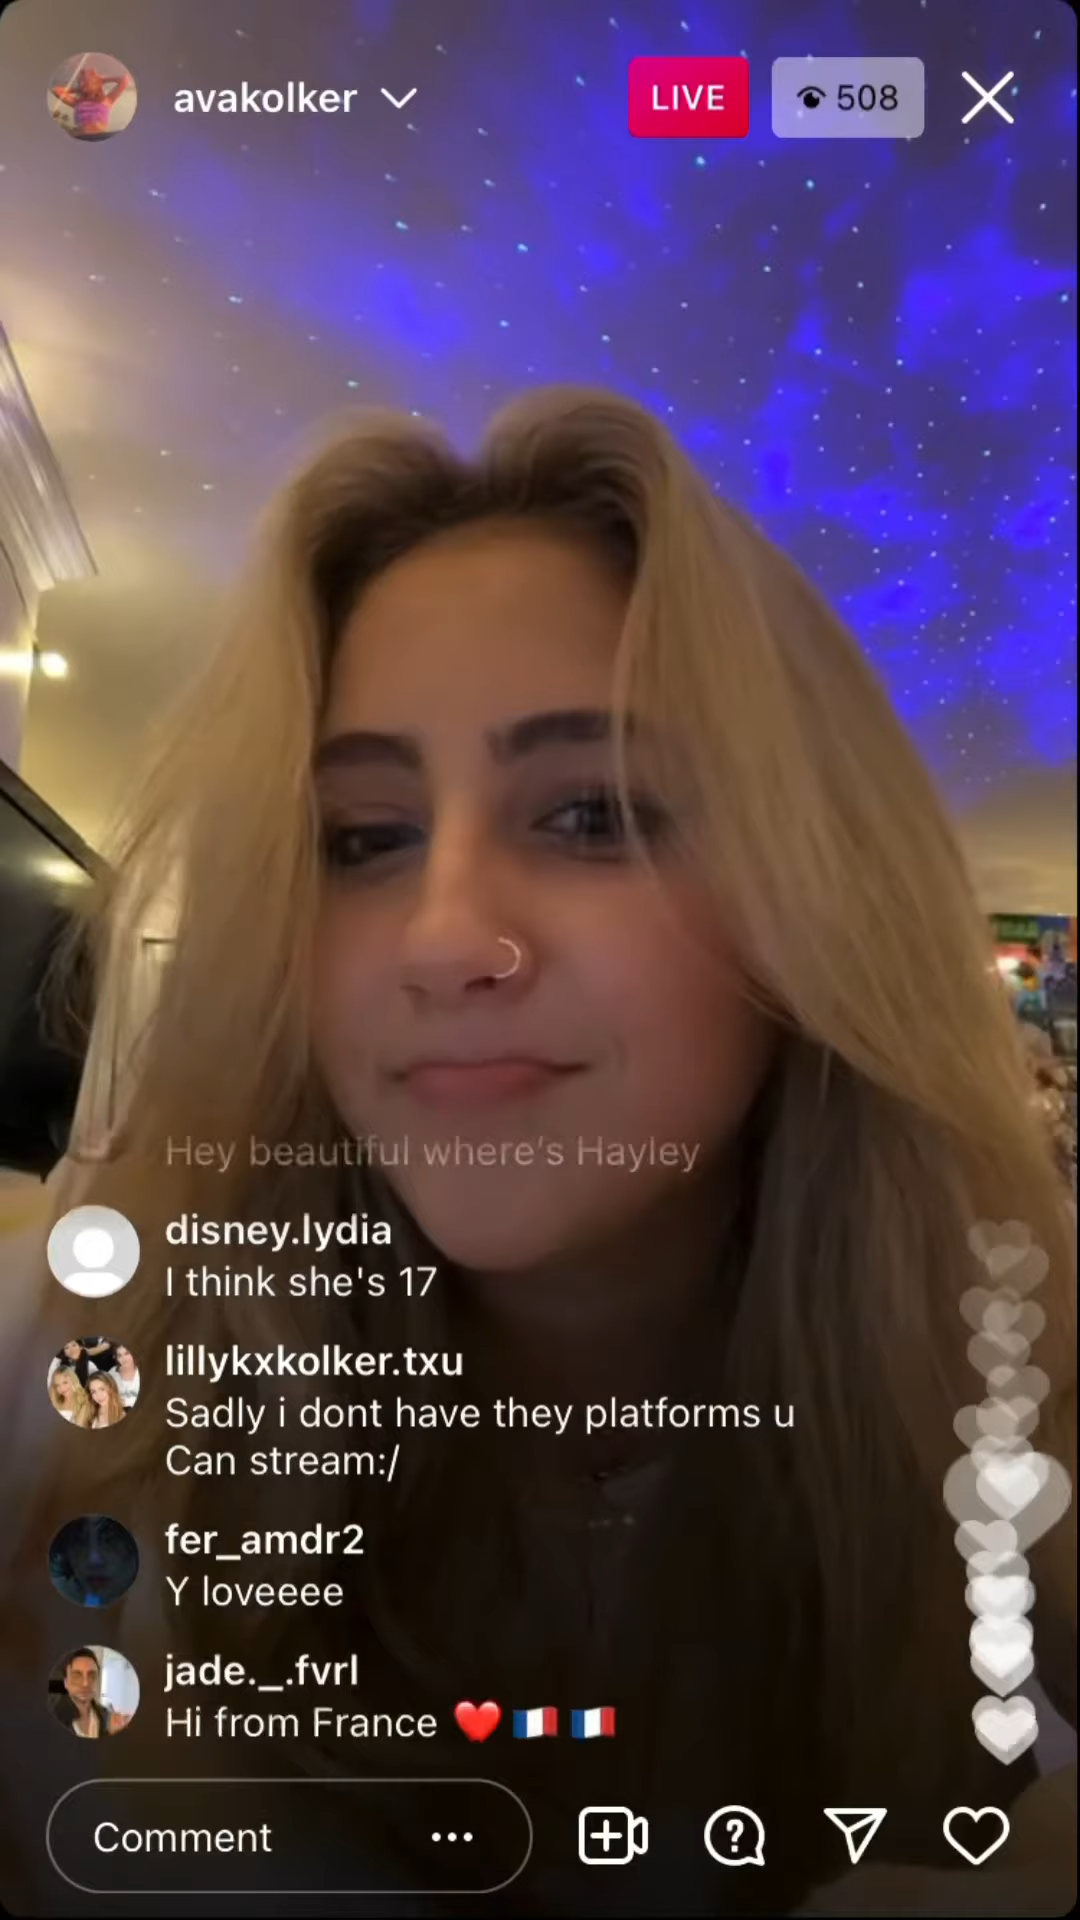 avakolker
LIVE
508
Hey beautiful where's Hayley
disney.lydia
I think she's 17
lillykxkolker.txu
Sadly i dont have they platforms u
Can stream:/
fer_amdr2
Y loveeee
jade._.fvrl
Hi from France ❤️ 🇫🇷 🇫🇷
Comment